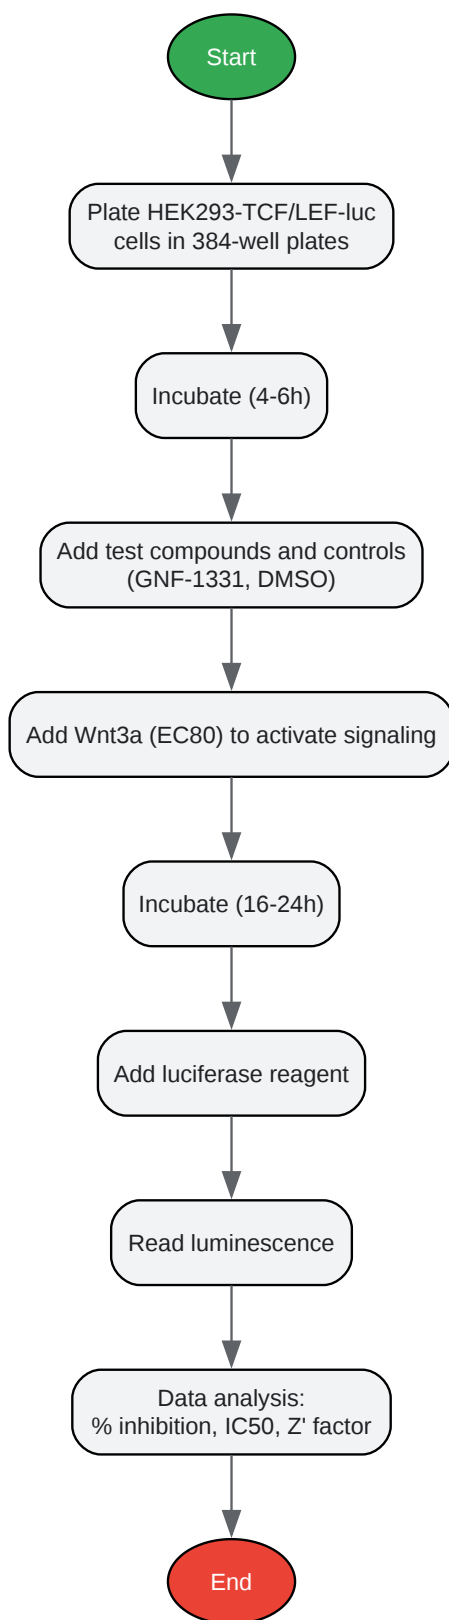 Start
Plate HEK293-TCF/LEF-luc
cells in 384-well plates
Incubate (4-6h)
Add test compounds and controls
(GNF-1331, DMSO)
Add Wnt3a (EC80) to activate signaling
Incubate (16-24h)
Add luciferase reagent
Read luminescence
Data analysis:
% inhibition, IC50, Z' factor
End